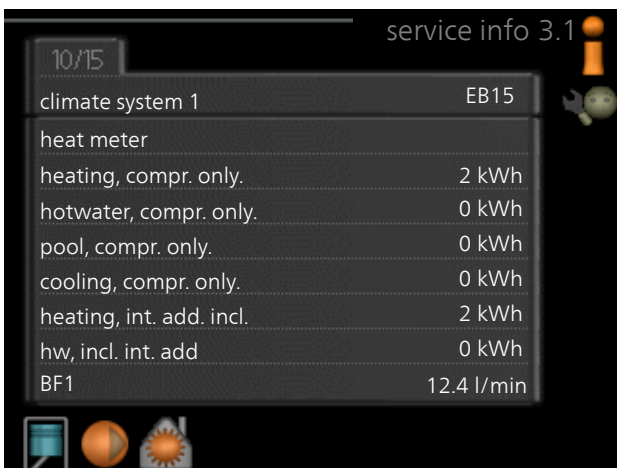 service info 3.1
10/15
climate system 1 EB15
heat meter
heating, compr. only. 2 kWh
hotwater, compr. only. 0 kWh
pool, compr. only. 0 kWh
cooling, compr. only. 0 kWh
heating, int. add. incl. 2 kWh
hw, incl. int. add 0 kWh
BF1 12.4 l/min